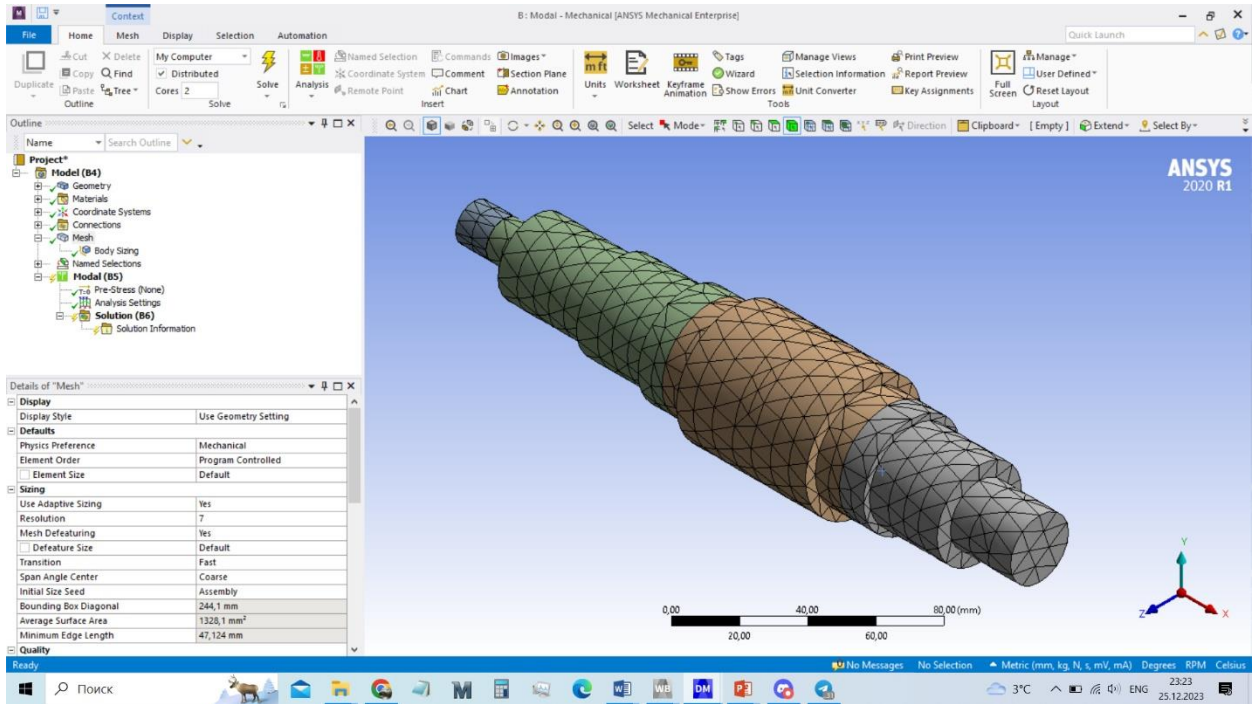 Context
B : Modal - Mechanical [ANSYS Mechanical Enterprise]
File Home Mesh Display Selection Automation Quick Launch
Duplicate Cut Copy Paste Delete Find Tree
Outline
My Computer
Distributed
Cores 2
Solve
Solve
Analysis
Named Selection Commands Images
Coordinate System Comment Section Plane
Remote Point Chart Annotation
Insert
Units Worksheet Keyframe Animation
Tags Manage Views Print Preview
Wizard Selection Information Report Preview
Show Errors Unit Converter Key Assignments
Tools
Full Screen
Manage
User Defined
Reset Layout
Layout
Outline
Select Mode Direction Clipboard [Empty] Extend Select By
Name Search Outline
Project*
Model (B4)
Geometry
Materials
Coordinate Systems
Connections
Mesh
Body Sizing
Named Selections
Modal (B5)
Pre-Stress (None)
Analysis Settings
Solution (B6)
Solution Information
ANSYS
2020 R1
Details of "Mesh"
Display
Display Style Use Geometry Setting
Defaults
Physics Preference Mechanical
Element Order Program Controlled
Element Size Default
Sizing
Use Adaptive Sizing Yes
Resolution 7
Mesh Defeaturing Yes
Defeature Size Default
Transition Fast
Span Angle Center Coarse
Initial Size Seed Assembly
Bounding Box Diagonal 244,1 mm
Average Surface Area 1328,1 mm²
Minimum Edge Length 47,124 mm
Quality
0,00 40,00 80,00 (mm)
20,00 60,00
Y
Z X
Ready
No Messages No Selection Metric (mm, kg, N, s, mV, mA) Degrees RPM Celsius
Поиск
3°C ENG 23:23
25.12.2023